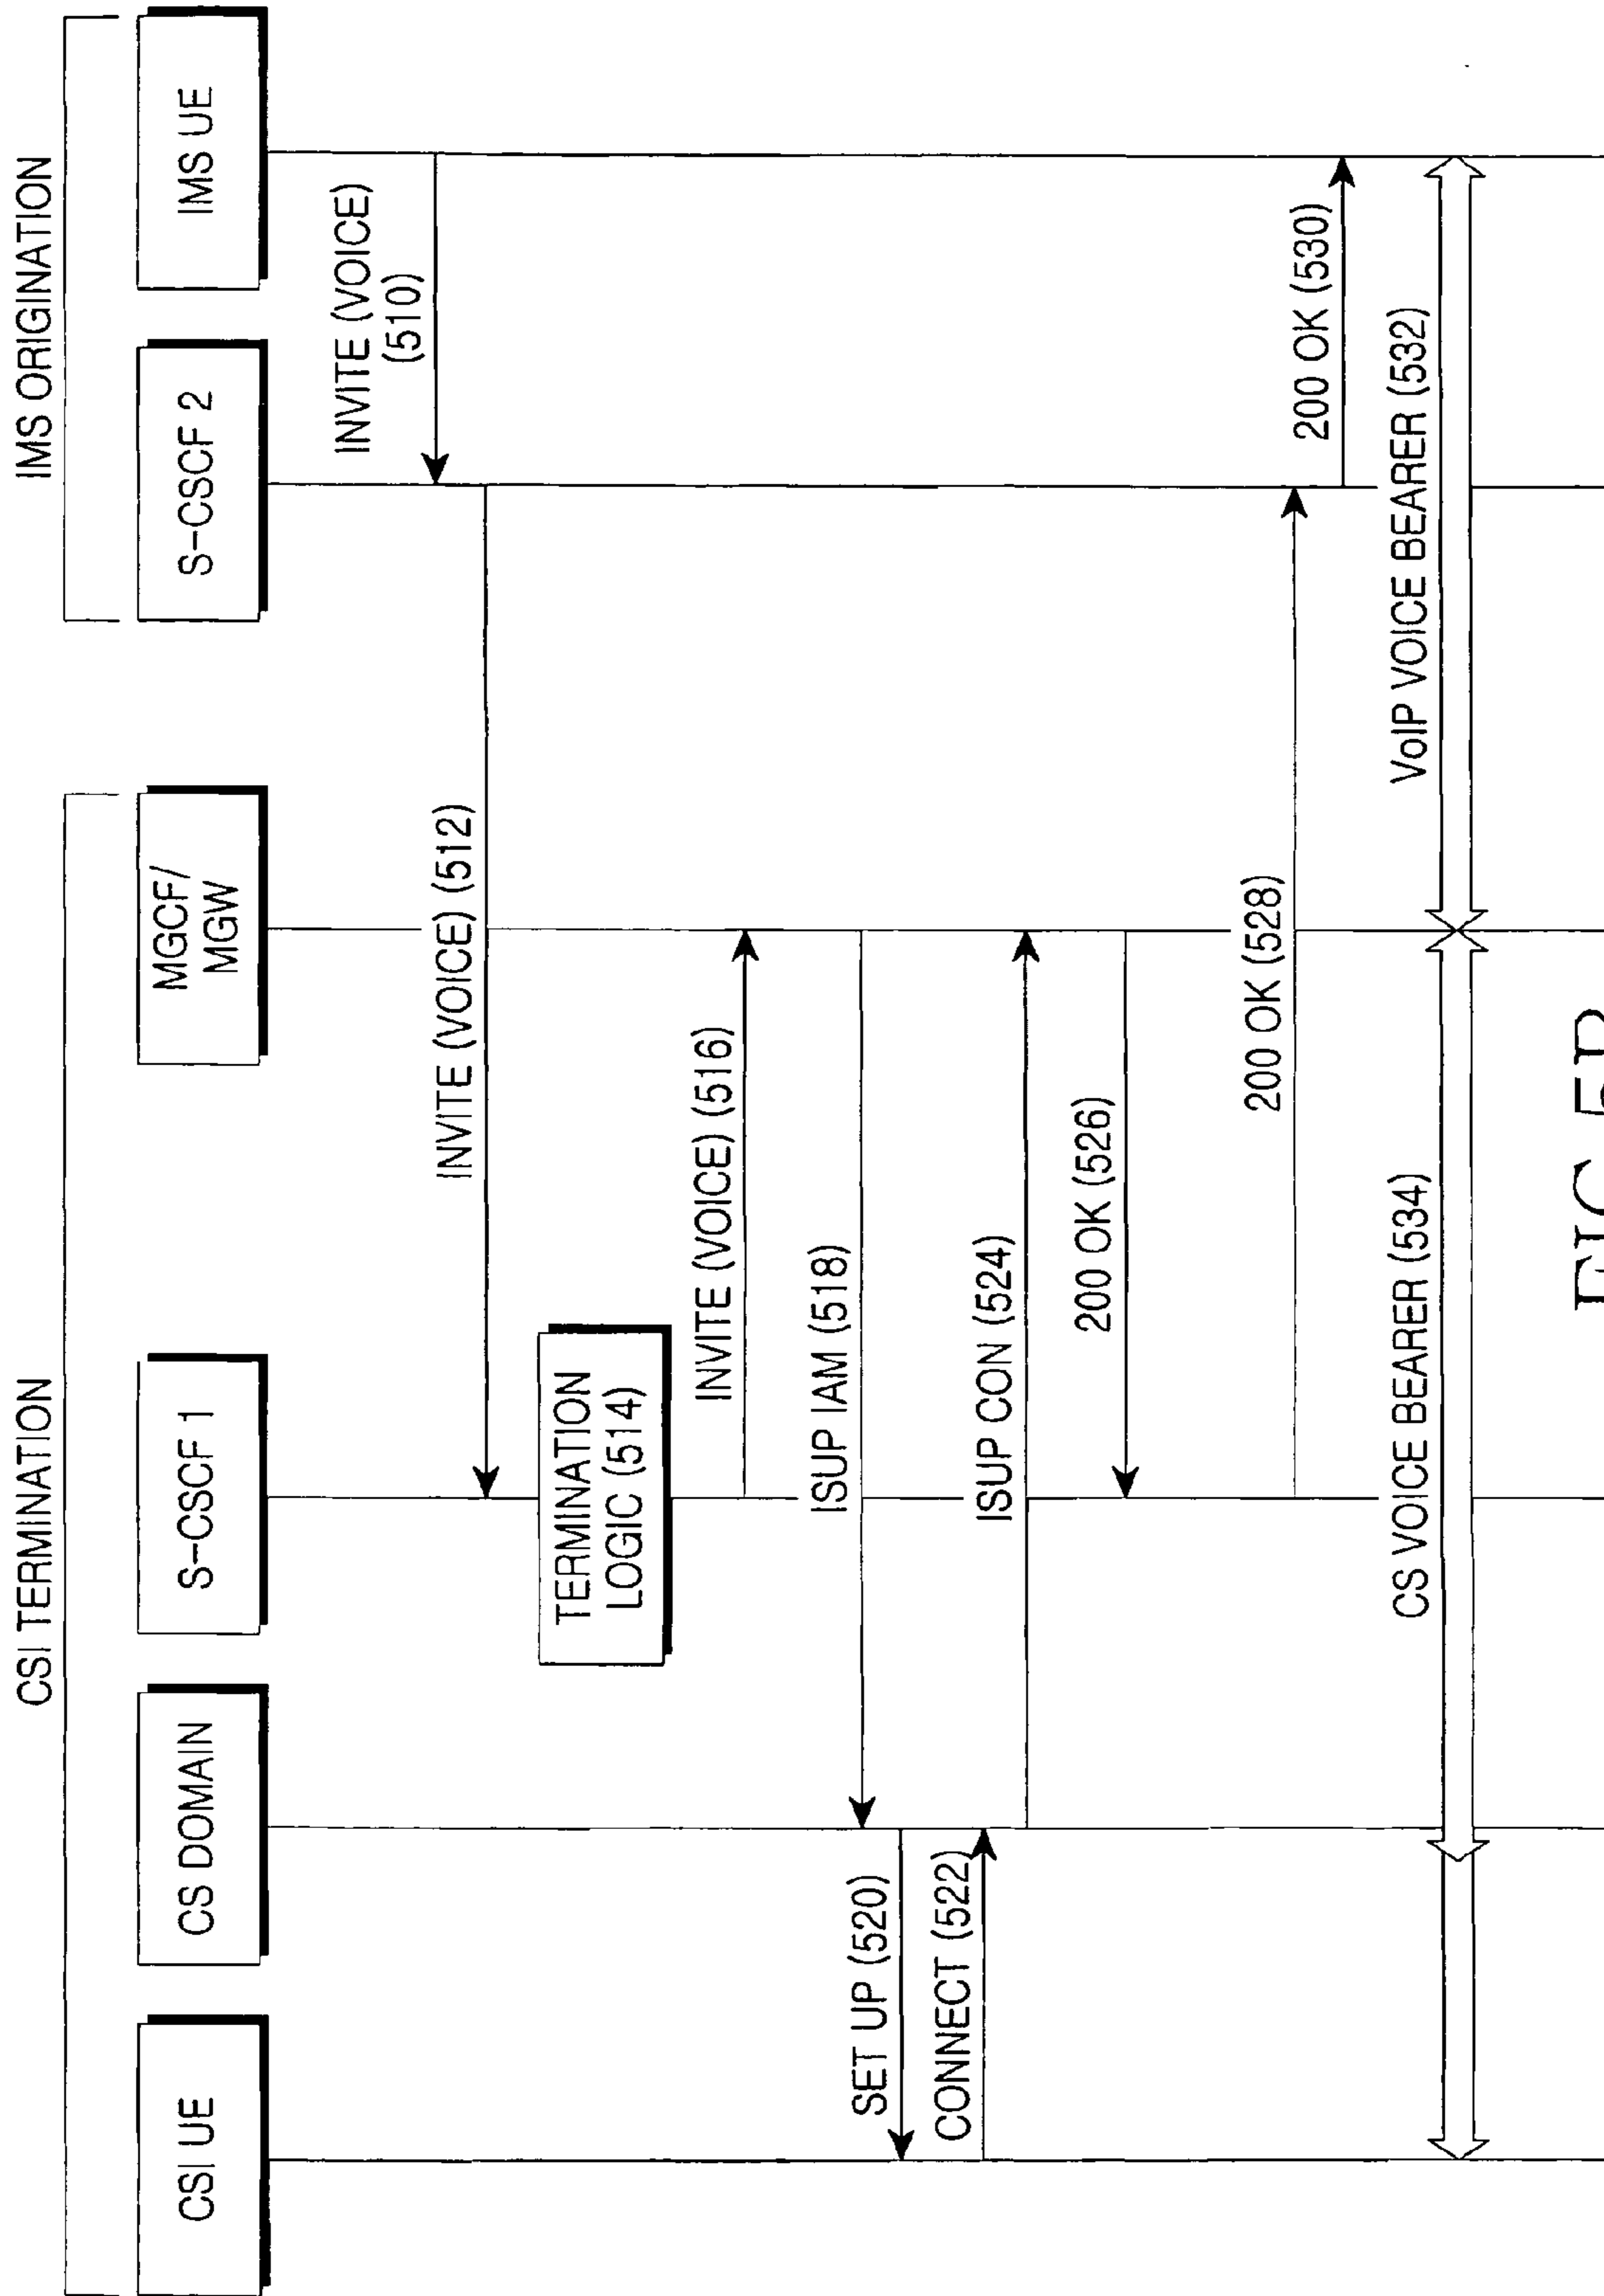 CSI TERMINATION
IMS ORIGINATION
CSI UE
CS DOMAIN
S-CSCF 1
MGCF/
MGW
S-CSCF 2
IMS UE
INVITE (VOICE)
(510)
INVITE (VOICE) (512)
TERMINATION
LOGIC (514)
INVITE (VOICE) (516)
ISUP IAM (518)
SET UP (520)
CONNECT (522)
ISUP CON (524)
200 OK (526)
200 OK (528)
200 OK (530)
CS VOICE BEARER (534)
VoIP VOICE BEARER (532)
FIG